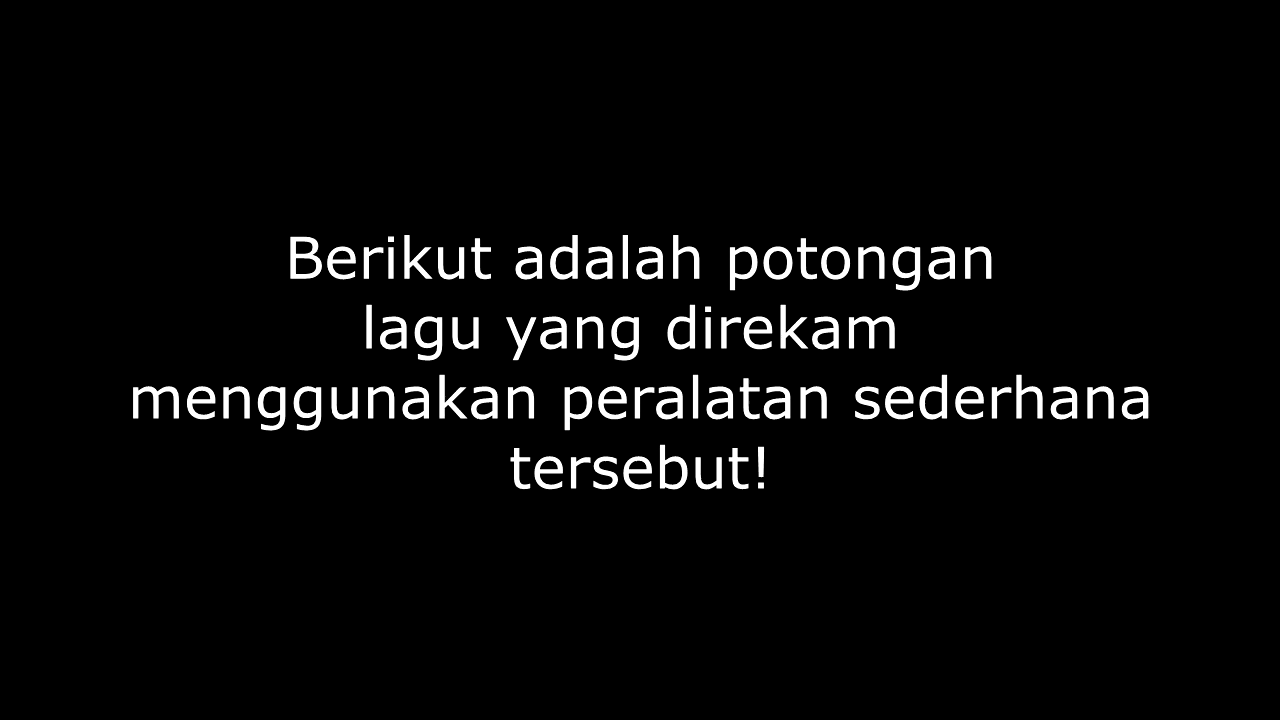 Berikut adalah potongan
lagu yang direkam
menggunakan peralatan sederhana
tersebut!